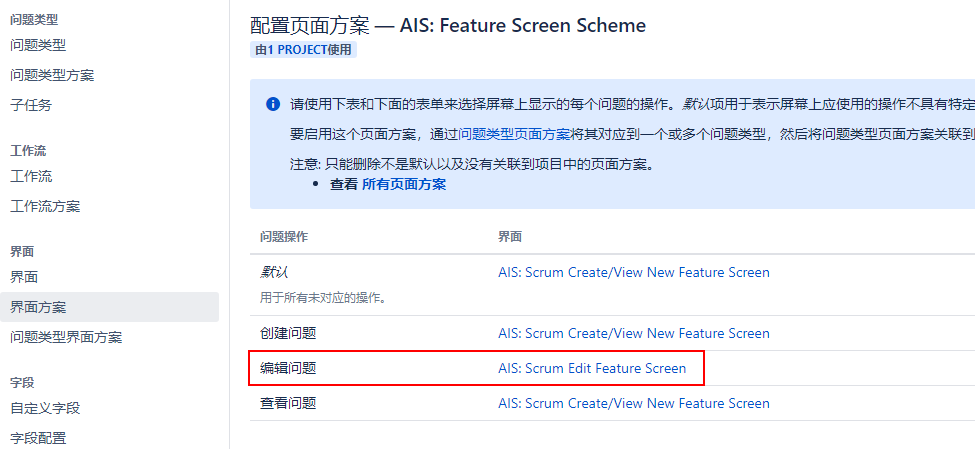 问题类型
问题类型
问题类型方案
子任务
工作流
工作流
工作流方案
界面
界面
界面方案
问题类型界面方案
字段
自定义字段
字段配置
配置页面方案 — AIS: Feature Screen Scheme
由1 PROJECT使用
请使用下表和下面的表单来选择屏幕上显示的每个问题的操作。默认项用于表示屏幕上应使用的操作不具有特定
要启用这个页面方案，通过问题类型页面方案将其对应到一个或多个问题类型，然后将问题类型页面方案关联到
注意: 只能删除不是默认以及没有关联到项目中的页面方案。
• 查看 所有页面方案
问题操作 界面
默认 AIS: Scrum Create/View New Feature Screen
用于所有未对应的操作。
创建问题 AIS: Scrum Create/View New Feature Screen
编辑问题 AIS: Scrum Edit Feature Screen
查看问题 AIS: Scrum Create/View New Feature Screen